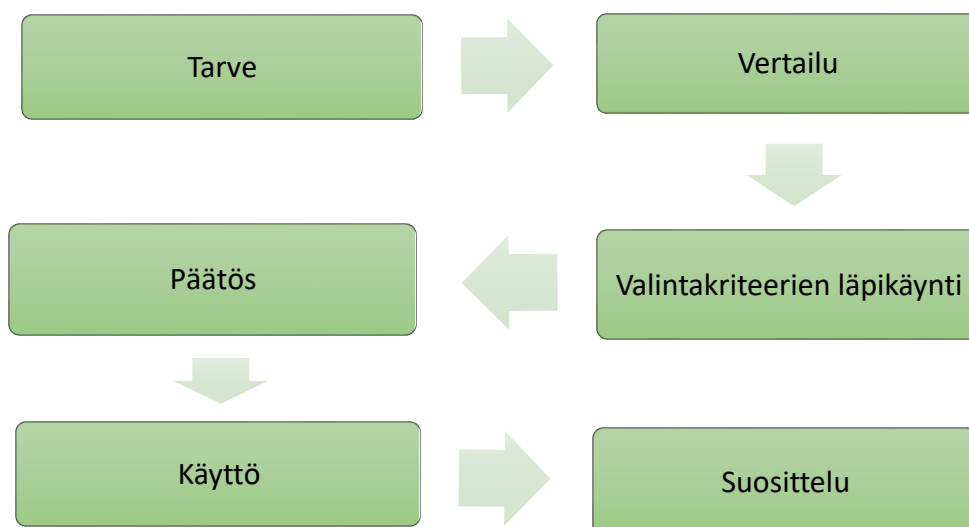 Tarve
Vertailu
Valintakriteerien läpikäynti
Päätös
Käyttö
Suosittelu